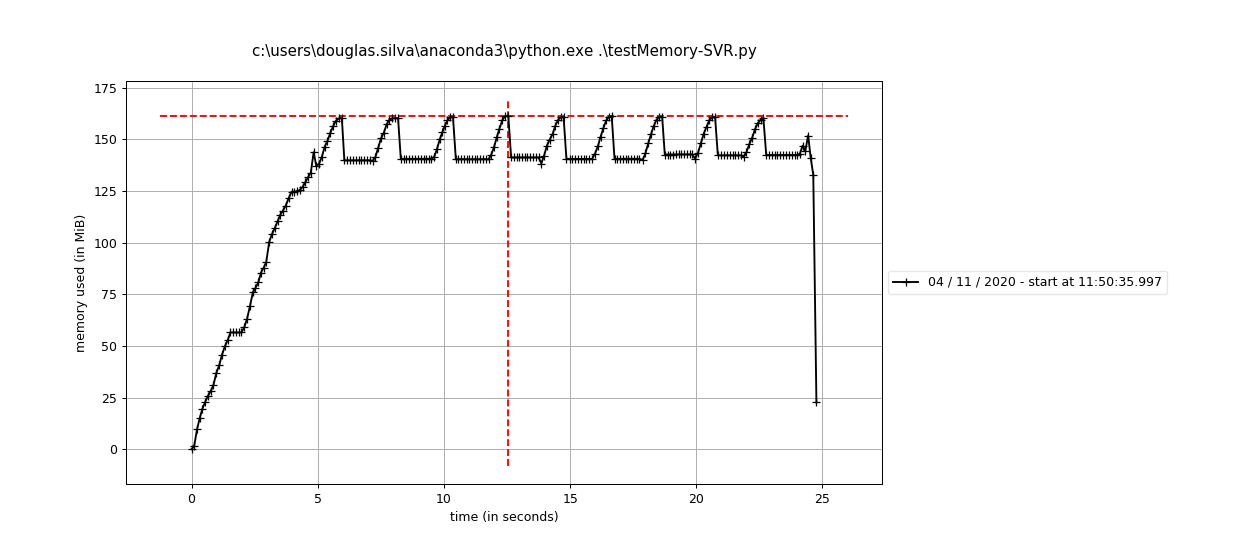 c:\users\douglas.silva\anaconda3\python.exe .\testMemory-SVR.py
175
150
125
100
75
50
25
0
memory used (in MiB)
0 5 10 15 20 25
time (in seconds)
04 / 11 / 2020 - start at 11:50:35.997